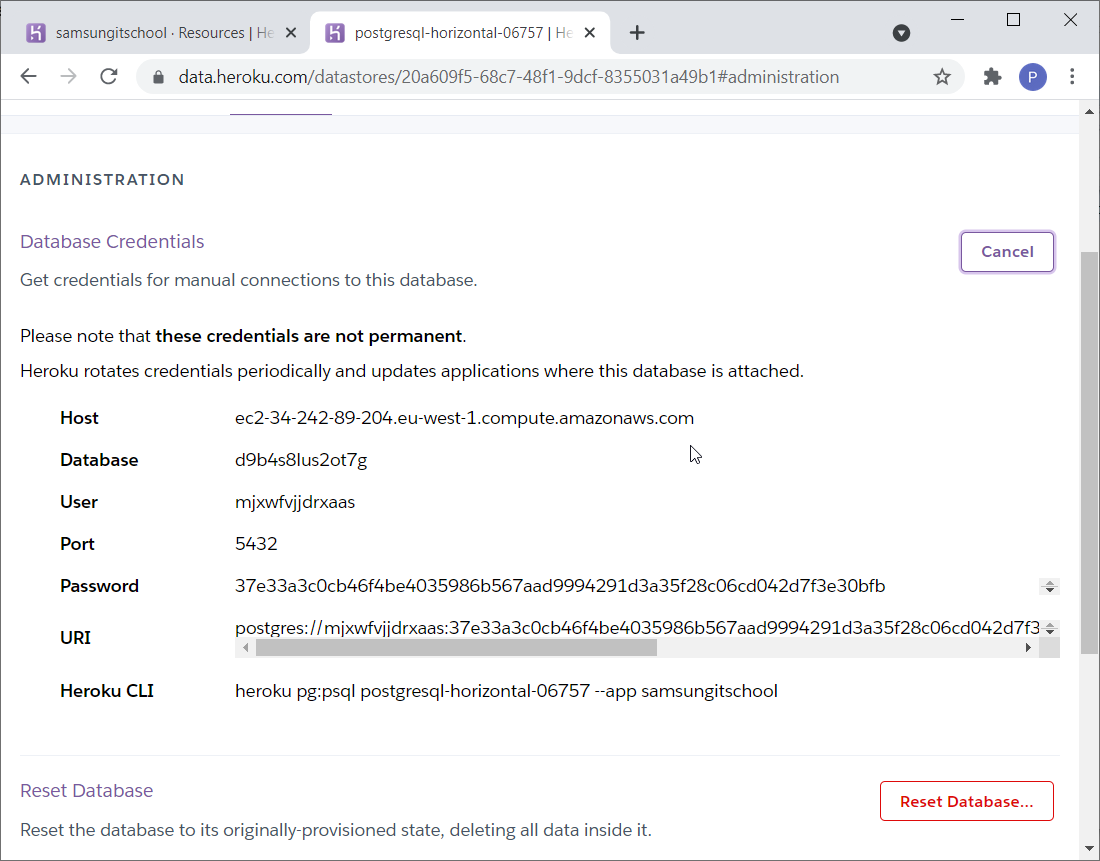 samsungitschool · Resources | He
postgresql-horizontal-06757 | He
data.heroku.com/datastores/20a609f5-68c7-48f1-9dcf-8355031a49b1#administration
P
ADMINISTRATION
Database Credentials
Cancel
Get credentials for manual connections to this database.
Please note that these credentials are not permanent.
Heroku rotates credentials periodically and updates applications where this database is attached.
Host ec2-34-242-89-204.eu-west-1.compute.amazonaws.com
Database d9b4s8lus2ot7g
User mjxwfvjjdrxaas
Port 5432
Password 37e33a3c0cb46f4be4035986b567aad9994291d3a35f28c06cd042d7f3e30bfb
URI postgres://mjxwfvjjdrxaas:37e33a3c0cb46f4be4035986b567aad9994291d3a35f28c06cd042d7f3
Heroku CLI heroku pg:psql postgresql-horizontal-06757 --app samsungitschool
Reset Database
Reset Database...
Reset the database to its originally-provisioned state, deleting all data inside it.